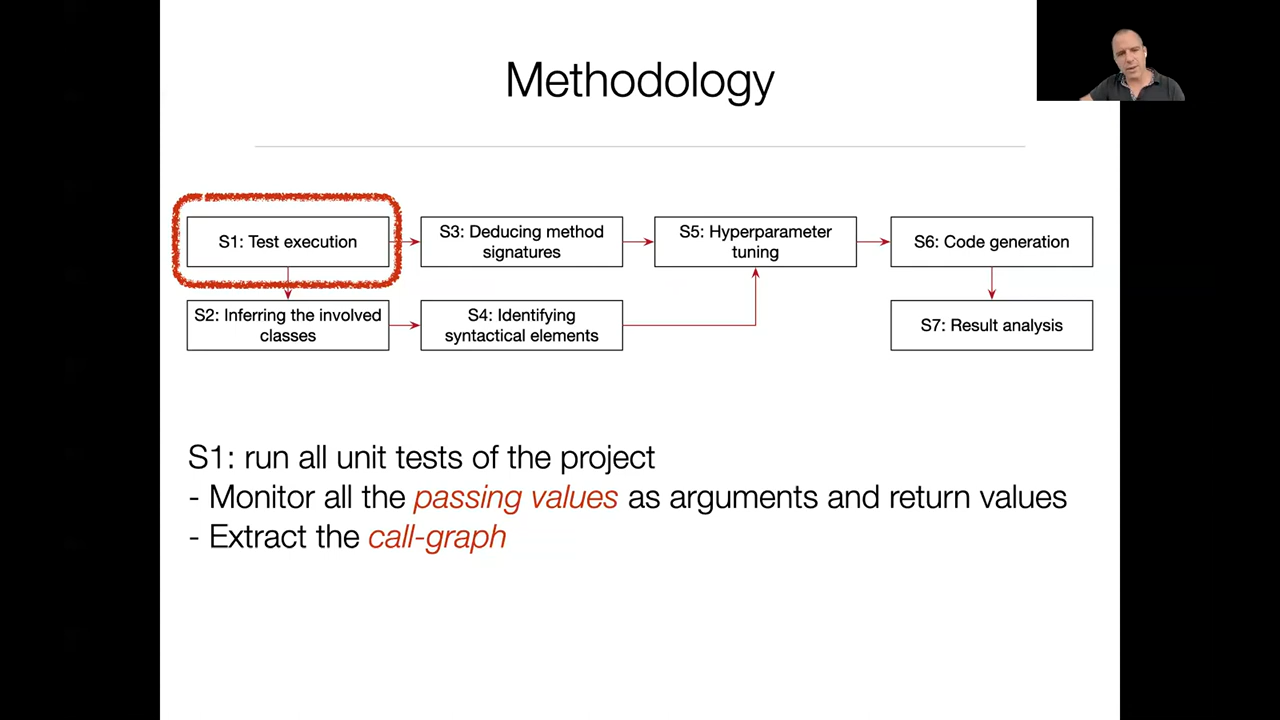 Methodology
S1: Test execution
S3: Deducing method
signatures
S5: Hyperparameter
tuning
S6: Code generation
S2: Inferring the involved
classes
S4: Identifying
syntactical elements
S7: Result analysis
S1: run all unit tests of the project
- Monitor all the passing values as arguments and return values
- Extract the call-graph